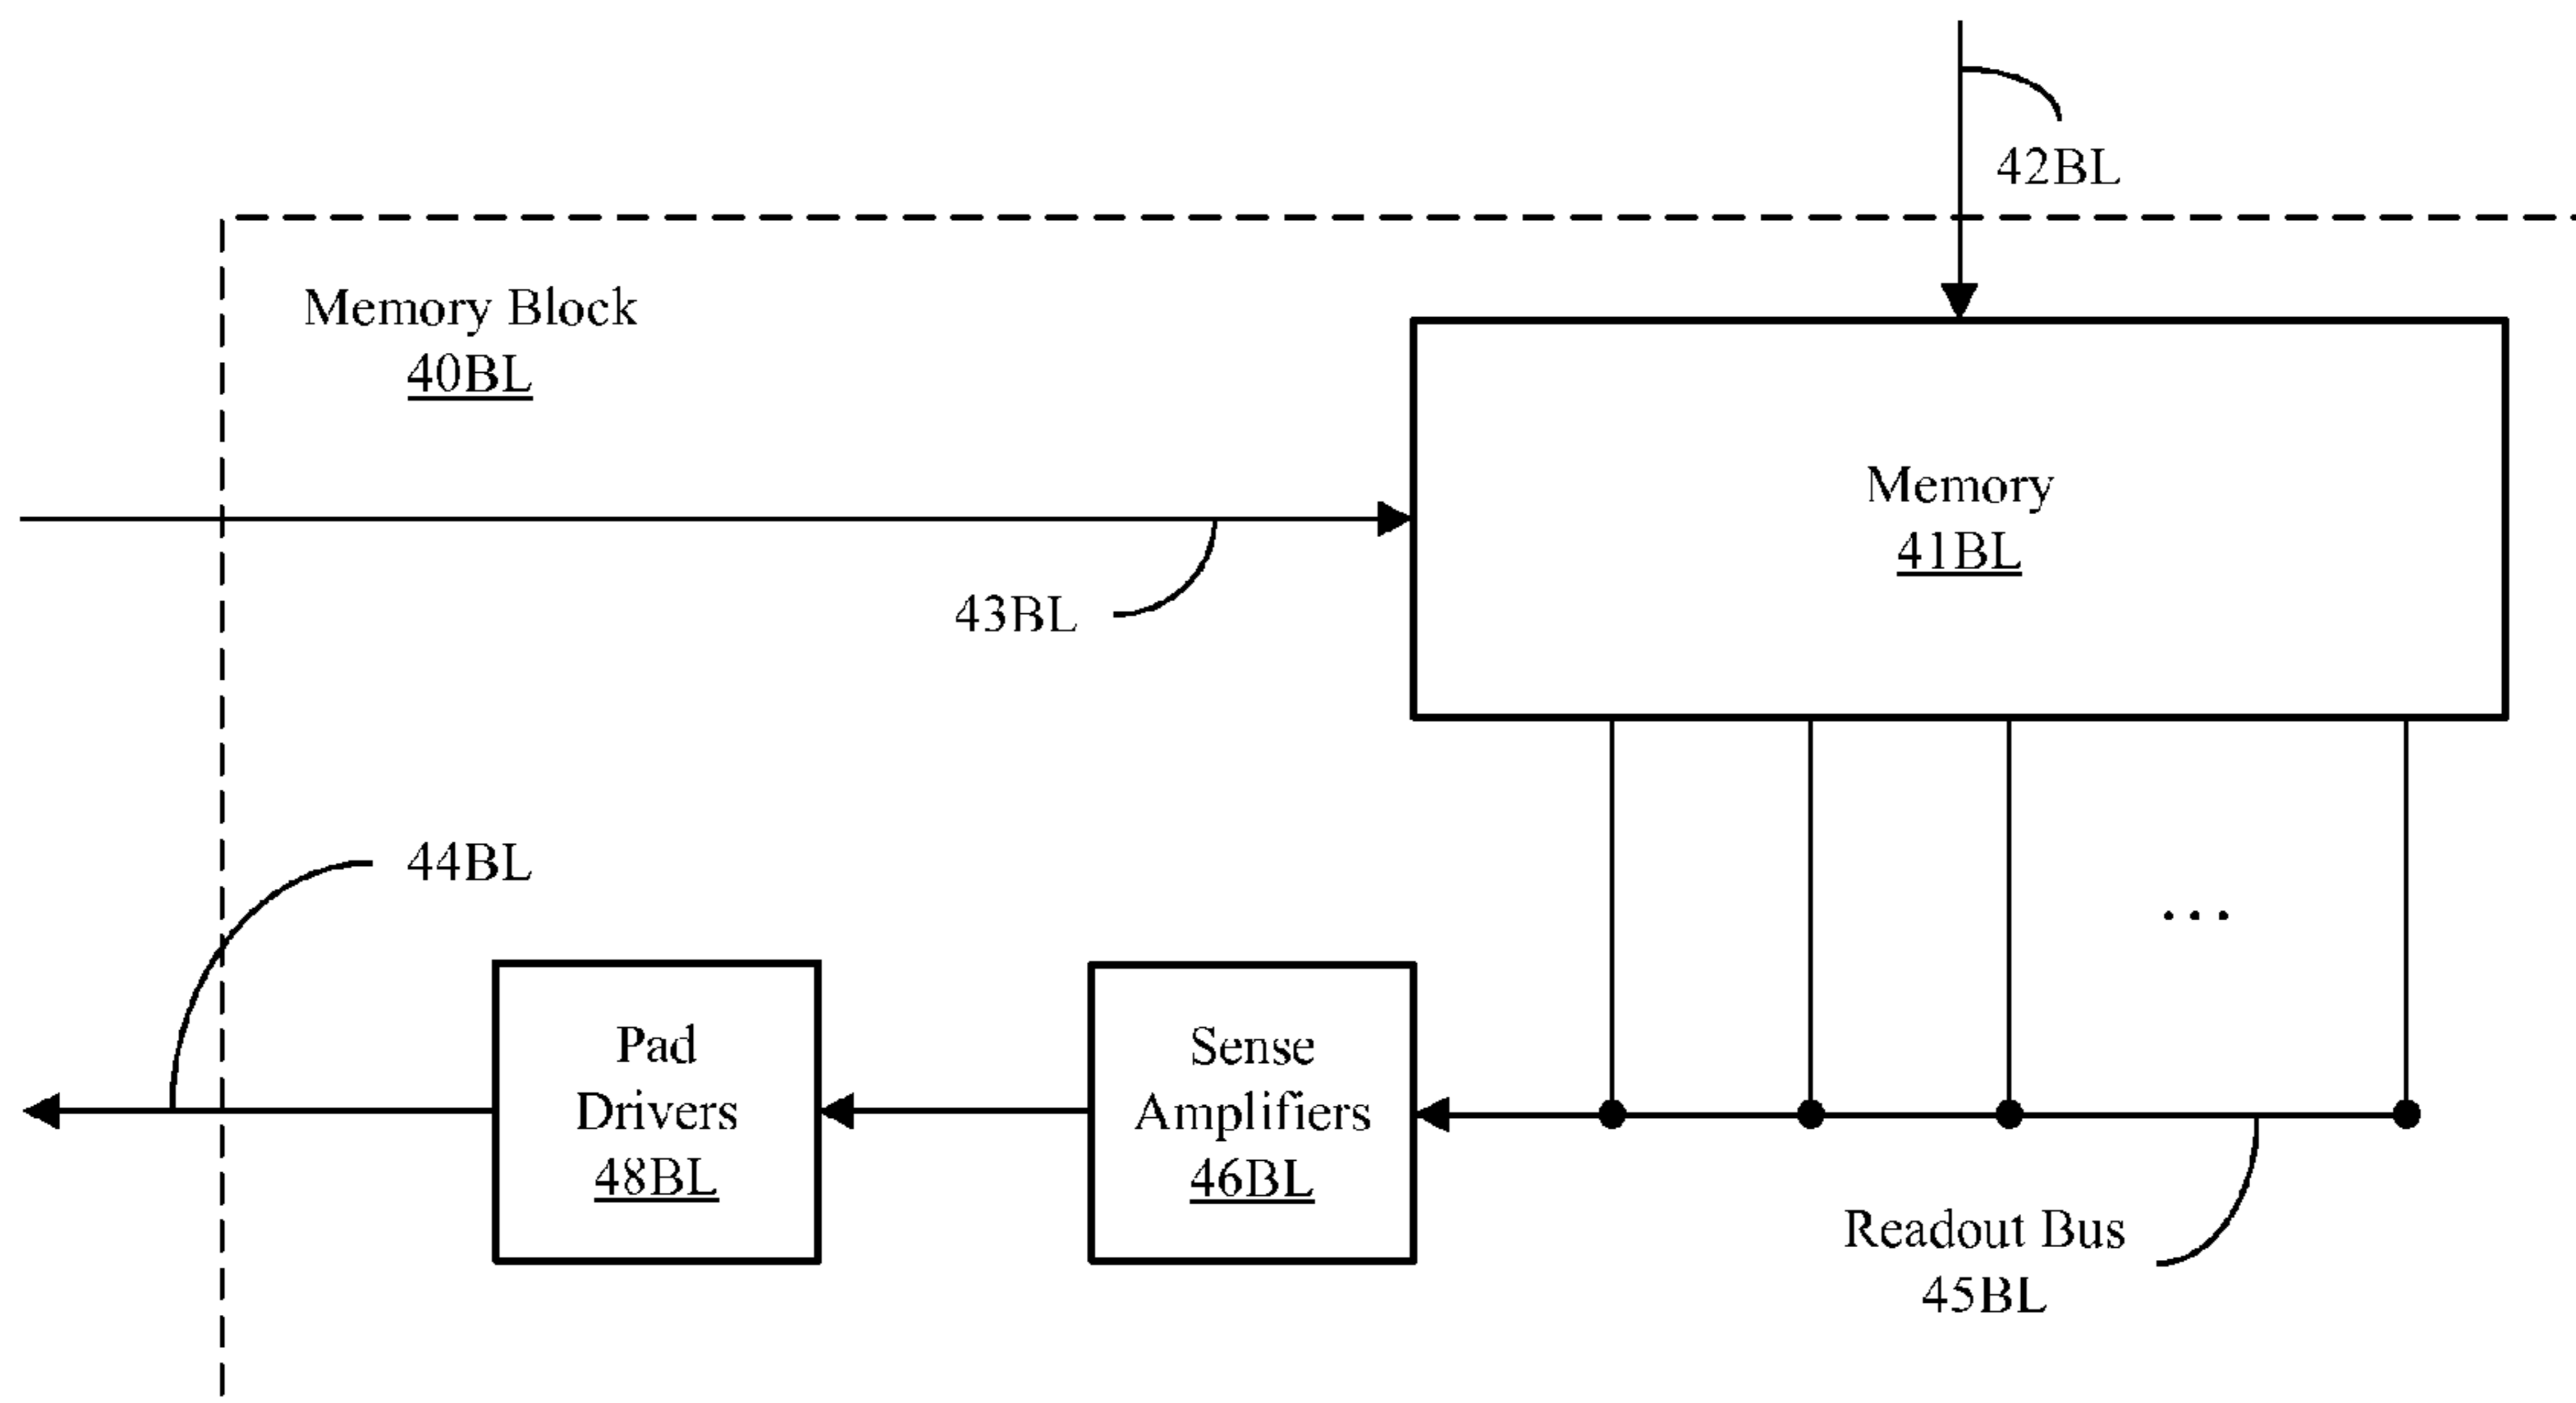 42BL
Memory Block
40BL
Memory
41BL
43BL
44BL
...
Pad
Drivers
48BL
Sense
Amplifiers
46BL
Readout Bus
45BL